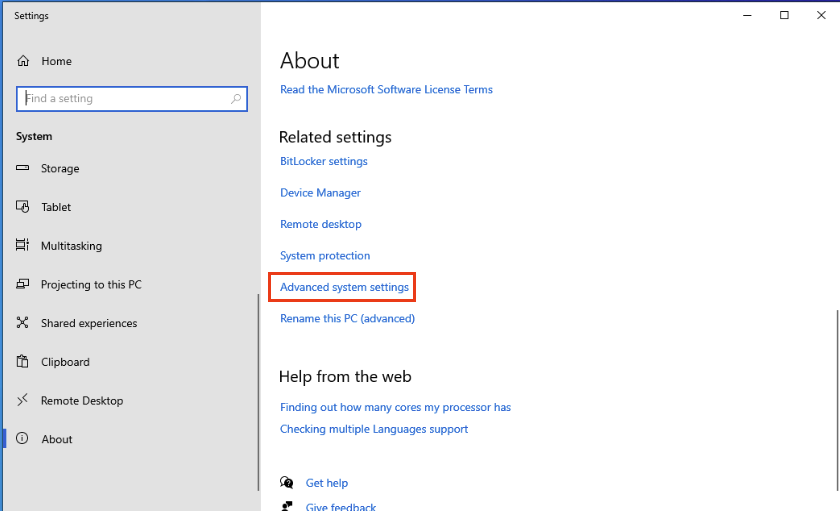 Settings
Home
Find a setting
System
Storage
Tablet
Multitasking
Projecting to this PC
Shared experiences
Clipboard
Remote Desktop
About
About
Read the Microsoft Software License Terms
Related settings
BitLocker settings
Device Manager
Remote desktop
System protection
Advanced system settings
Rename this PC (advanced)
Help from the web
Finding out how many cores my processor has
Checking multiple Languages support
Get help
Give feedback